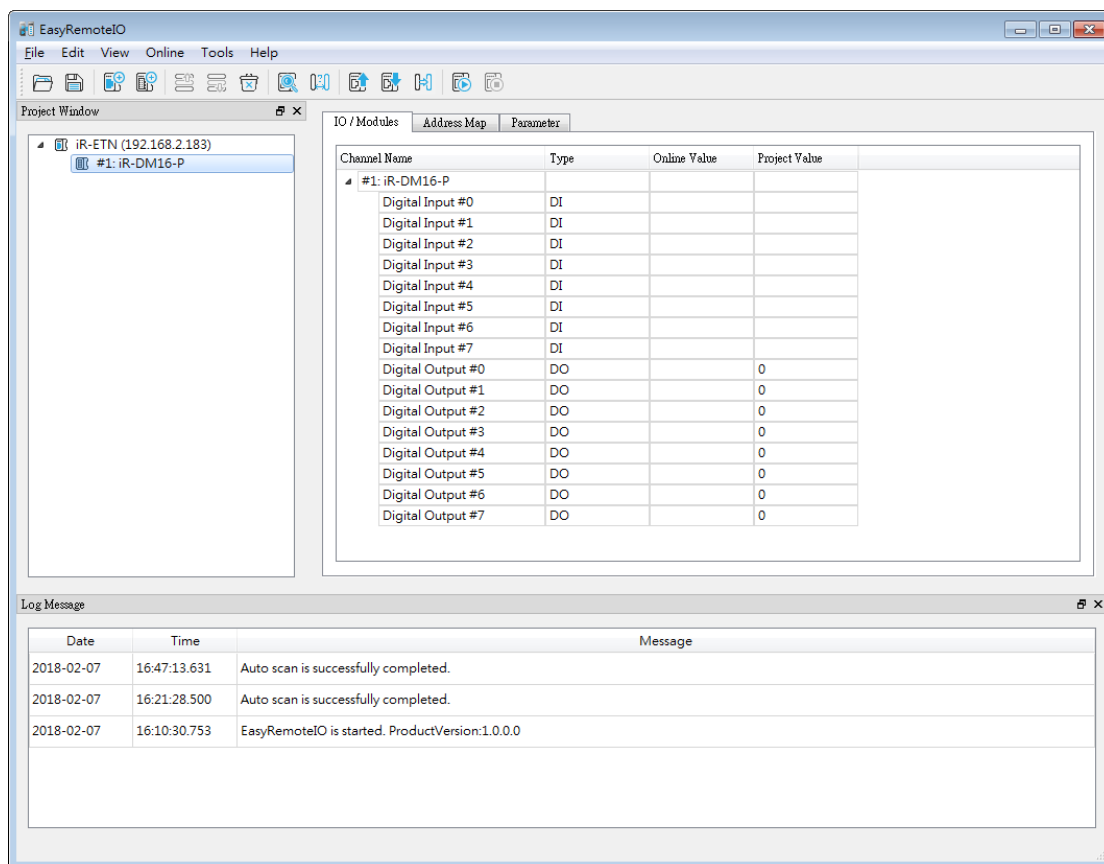 EasyRemoteIO
File Edit View Online Tools Help
Project Window
iR-ETN (192.168.2.183)
#1: iR-DM16-P
IO / Modules Address Map Parameter
Channel Name Type Online Value Project Value
#1: iR-DM16-P
Digital Input #0 DI
Digital Input #1 DI
Digital Input #2 DI
Digital Input #3 DI
Digital Input #4 DI
Digital Input #5 DI
Digital Input #6 DI
Digital Input #7 DI
Digital Output #0 DO 0
Digital Output #1 DO 0
Digital Output #2 DO 0
Digital Output #3 DO 0
Digital Output #4 DO 0
Digital Output #5 DO 0
Digital Output #6 DO 0
Digital Output #7 DO 0
Log Message
Date Time Message
2018-02-07 16:47:13.631 Auto scan is successfully completed.
2018-02-07 16:21:28.500 Auto scan is successfully completed.
2018-02-07 16:10:30.753 EasyRemoteIO is started. ProductVersion:1.0.0.0